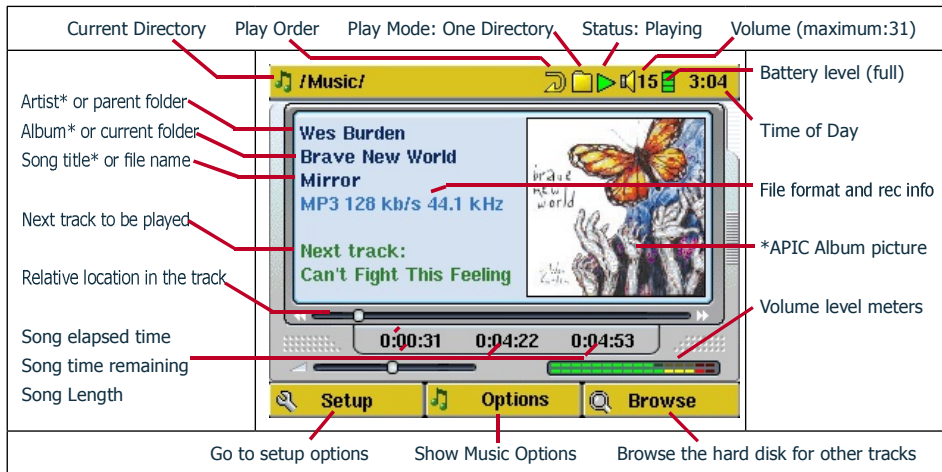 Current Directory
Play Order
Play Mode: One Directory
Status: Playing
Volume (maximum:31)
/Music/
15
3:04
Battery level (full)
Time of Day
Artist* or parent folder
Album* or current folder
Song title* or file name
Wes Burden
Brave New World
Mirror
MP3 128 kb/s 44.1 kHz
brave
new
world
File format and rec info
Next track to be played
Next track:
Can't Fight This Feeling
*APIC Album picture
Relative location in the track
Volume level meters
Song elapsed time
Song time remaining
Song Length
0:00:31
0:04:22
0:04:53
Setup
Options
Browse
Go to setup options
Show Music Options
Browse the hard disk for other tracks